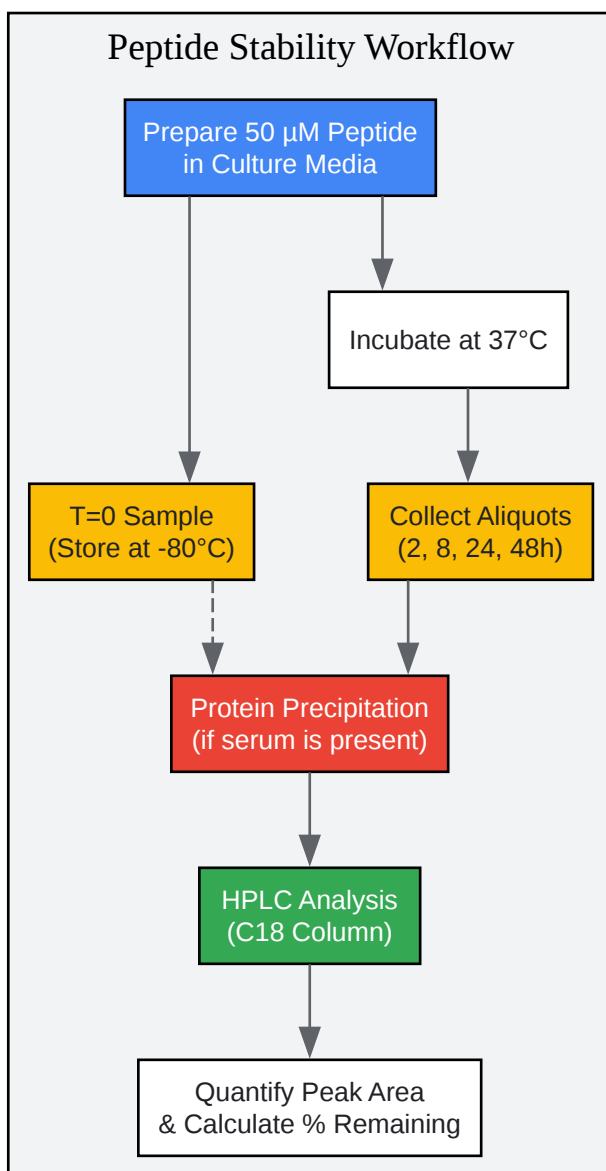 Peptide Stability Workflow
Prepare 50 µM Peptide
in Culture Media
Incubate at 37°C
T=0 Sample
(Store at -80°C)
Collect Aliquots
(2, 8, 24, 48h)
Protein Precipitation
(if serum is present)
HPLC Analysis
(C18 Column)
Quantify Peak Area
& Calculate % Remaining